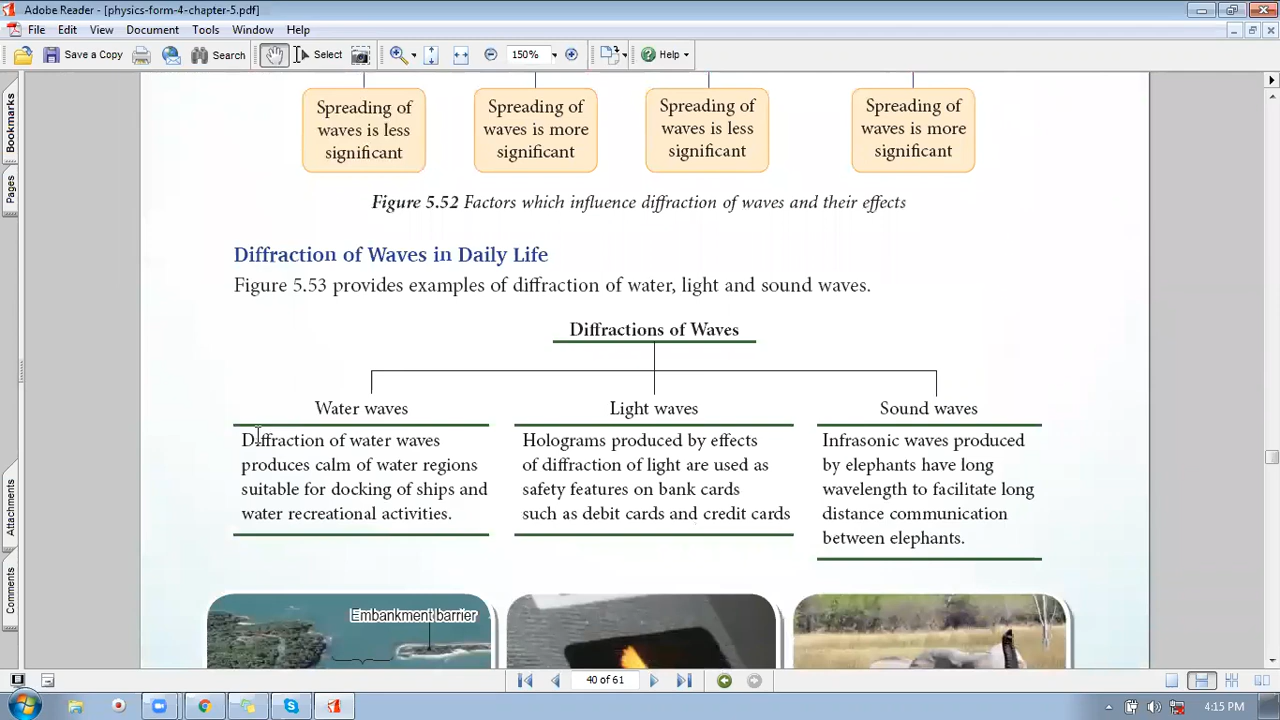 Adobe Reader - [physics-form-4-chapter-5.pdf]
File Edit View Document Tools Window Help
Save a Copy Search Select 150% Help
Bookmarks
Pages
Attachments
Comments
Spreading of
waves is less
significant
Spreading of
waves is more
significant
Spreading of
waves is less
significant
Spreading of
waves is more
significant
Figure 5.52 Factors which influence diffraction of waves and their effects
Diffraction of Waves in Daily Life
Figure 5.53 provides examples of diffraction of water, light and sound waves.
Diffractions of Waves
Water waves
Diffraction of water waves
produces calm of water regions
suitable for docking of ships and
water recreational activities.
Light waves
Holograms produced by effects
of diffraction of light are used as
safety features on bank cards
such as debit cards and credit cards
Sound waves
Infrasonic waves produced
by elephants have long
wavelength to facilitate long
distance communication
between elephants.
Embankment barrier
40 of 61
4:15 PM